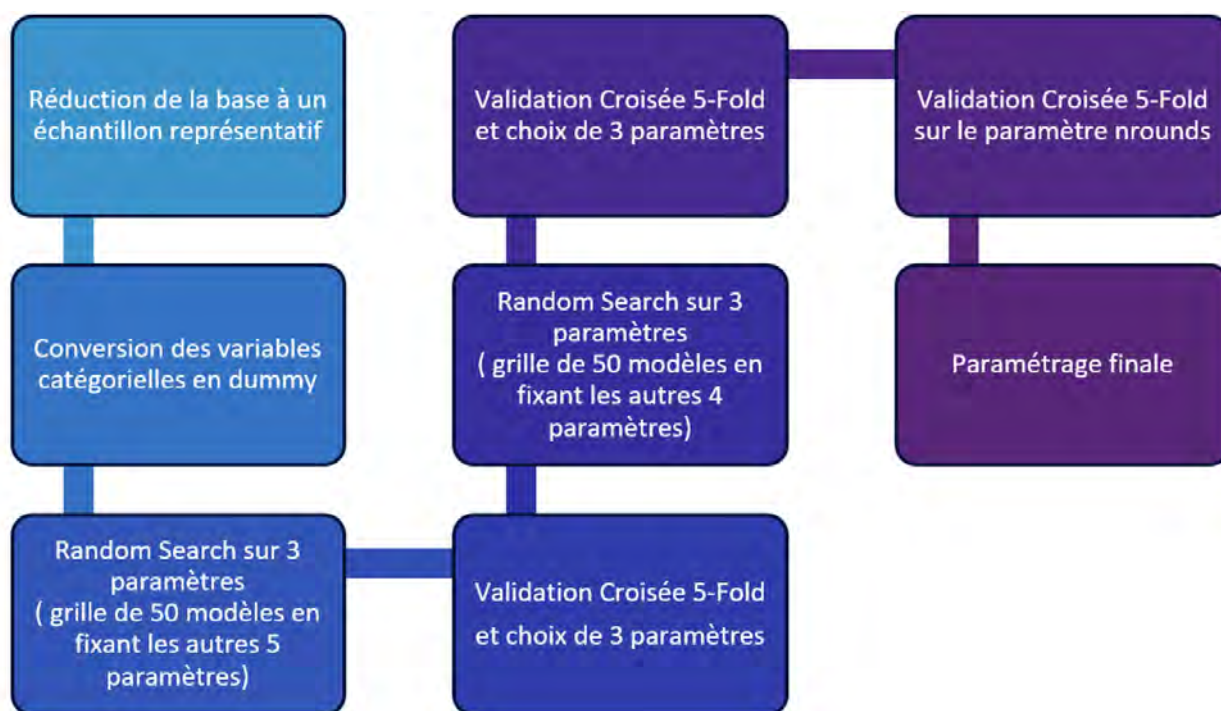 Réduction de la base à un
échantillon représentatif
Conversion des variables
catégorielles en dummy
Random Search sur 3
paramètres
( grille de 50 modèles en
fixant les autres 5
paramètres)
Validation Croisée 5-Fold
et choix de 3 paramètres
Random Search sur 3
paramètres
( grille de 50 modèles en
fixant les autres 4
paramètres)
Validation Croisée 5-Fold
et choix de 3 paramètres
Validation Croisée 5-Fold
sur le paramètre nrounds
Paramétrage finale